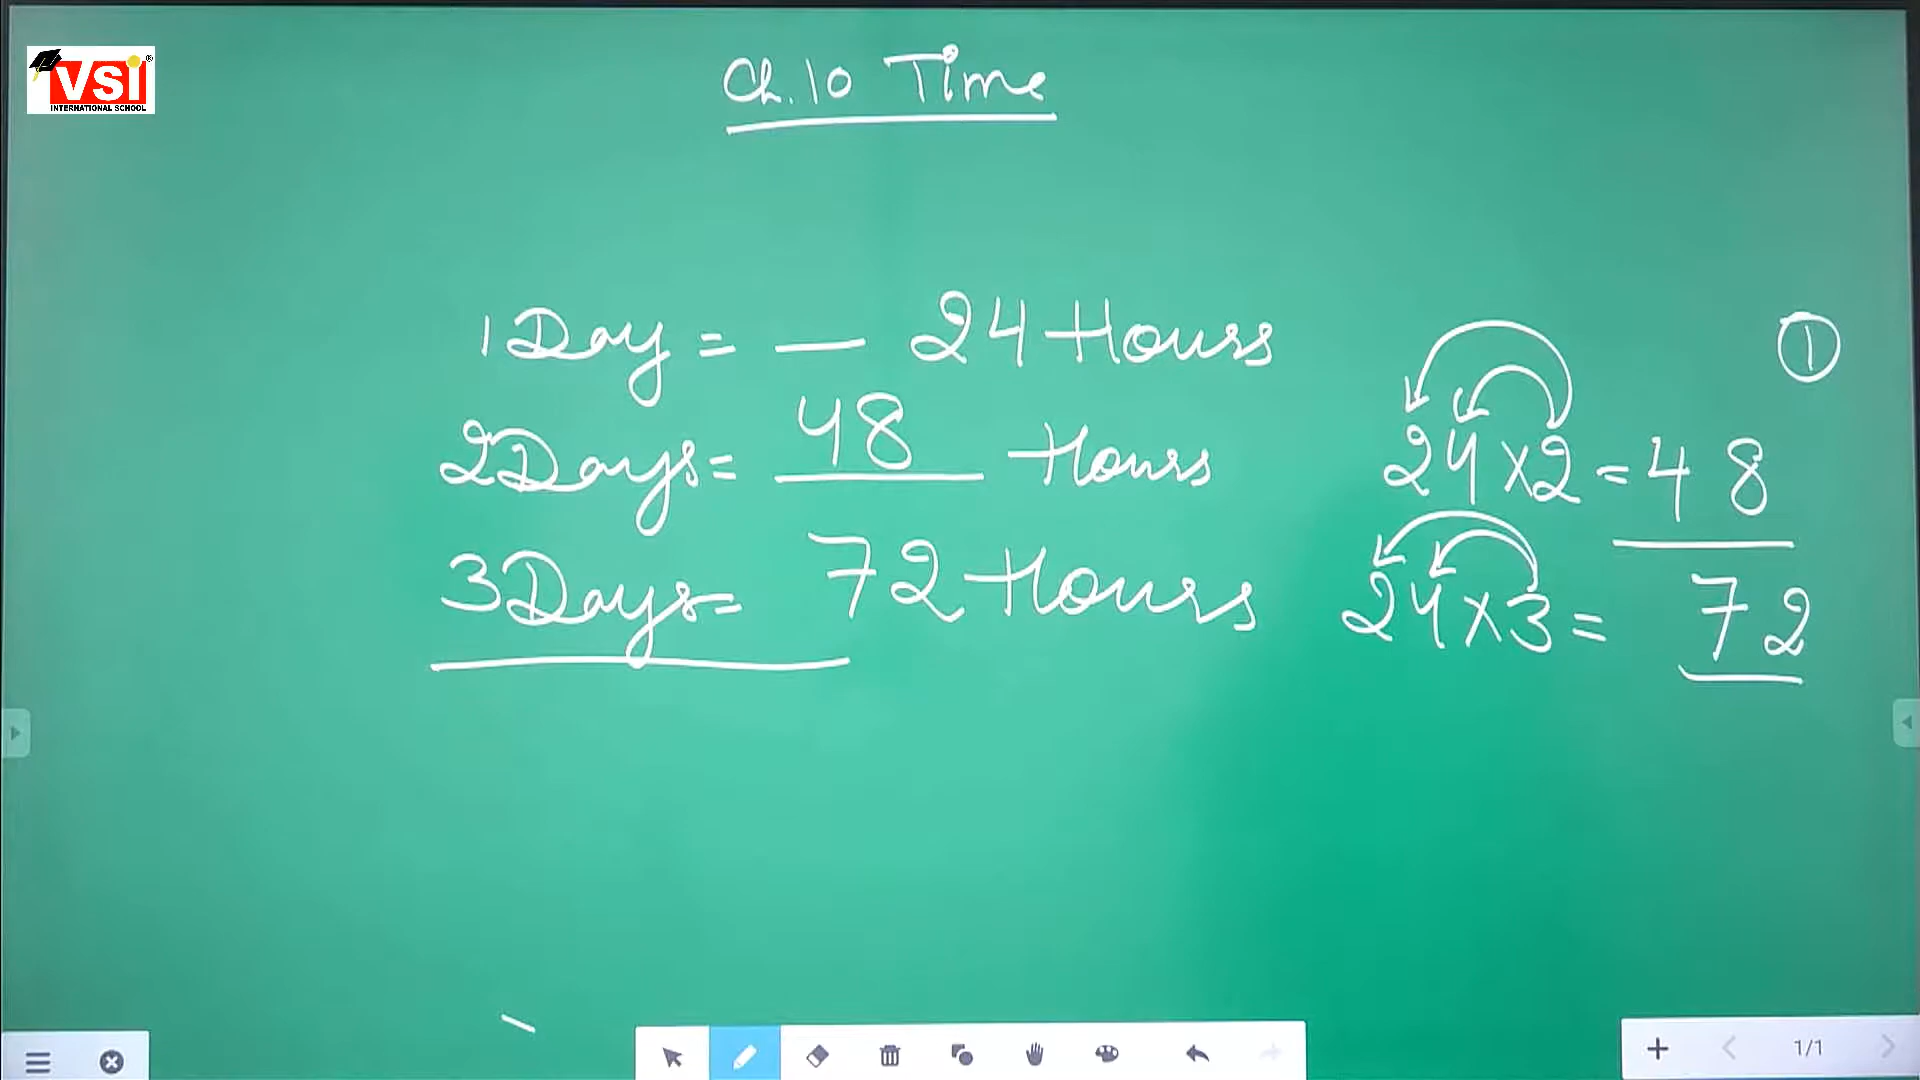 VSI
INTERNATIONAL SCHOOL
Ch. 10 Time
1 Day = — 24 Hours
2 Days = 48 Hours
3 Days = 72 Hours
1
24 × 2 = 48
24 × 3 = 72
1/1